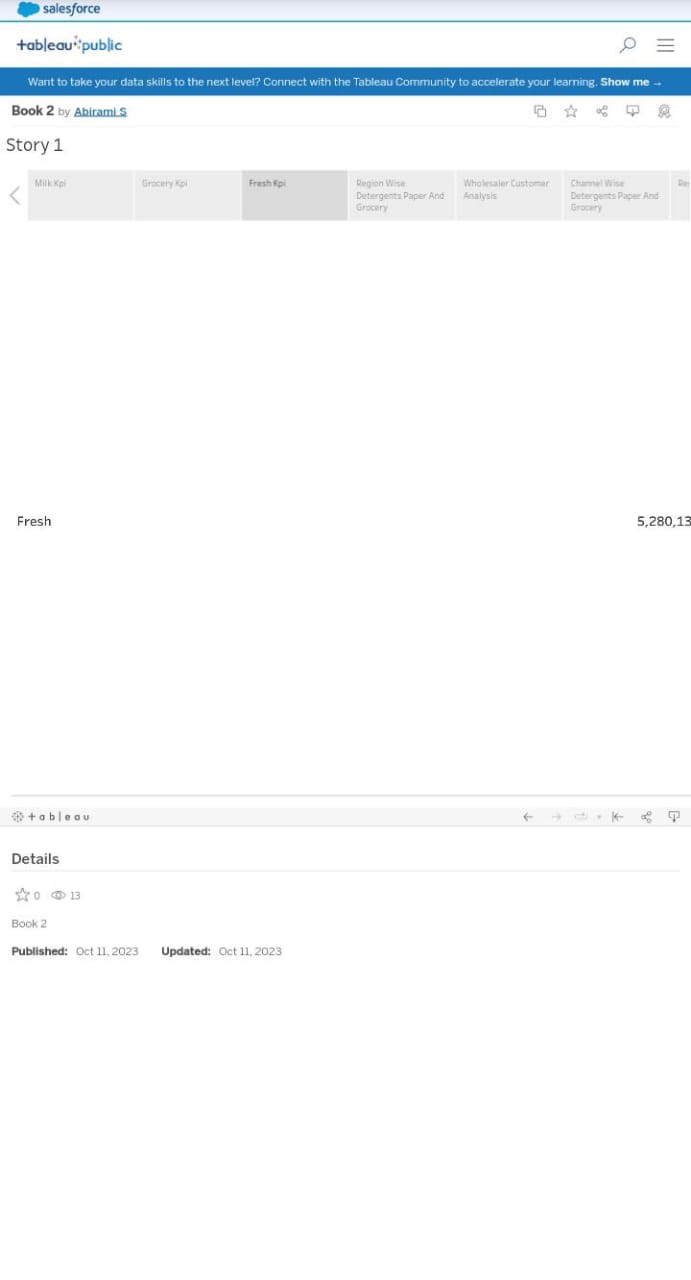 salesforce
+ableau public
Want to take your data skills to the next level? Connect with the Tableau Community to accelerate your learning. Show me →
Book 2 by Abirami S
Story 1
Milk Kpi
Grocery Kpi
Fresh Kpi
Region Wise
Detergents Paper And
Grocery
Wholesaler Customer
Analysis
Channel Wise
Detergents Paper And
Grocery
Fresh 5,280,13
+ableau
Details
0 13
Book 2
Published: Oct 11, 2023 Updated: Oct 11, 2023